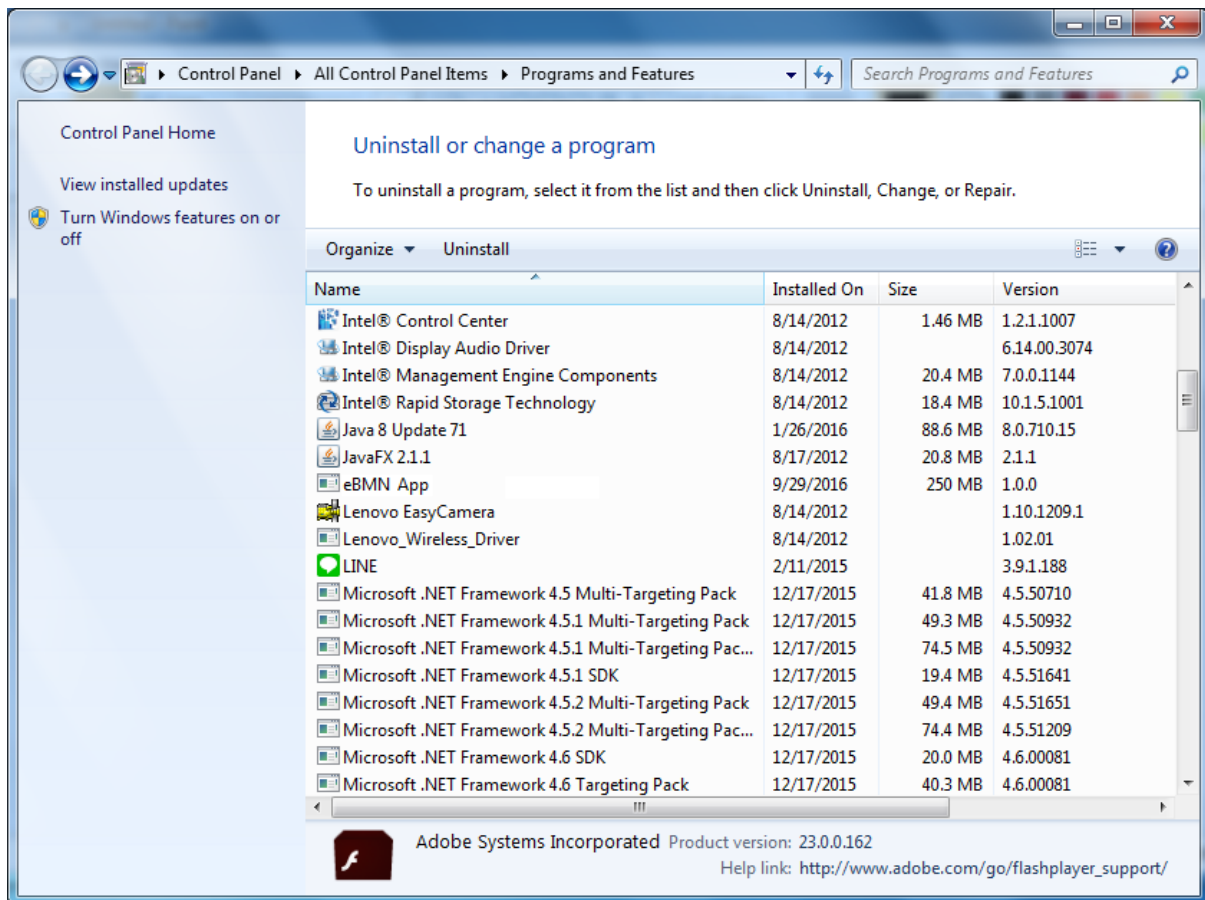 Control Panel ▸ All Control Panel Items ▸ Programs and Features
Search Programs and Features
Control Panel Home
View installed updates
Turn Windows features on or
off
Uninstall or change a program
To uninstall a program, select it from the list and then click Uninstall, Change, or Repair.
Organize Uninstall
Name Installed On Size Version
Intel® Control Center 8/14/2012 1.46 MB 1.2.1.1007
Intel® Display Audio Driver 8/14/2012 6.14.00.3074
Intel® Management Engine Components 8/14/2012 20.4 MB 7.0.0.1144
Intel® Rapid Storage Technology 8/14/2012 18.4 MB 10.1.5.1001
Java 8 Update 71 1/26/2016 88.6 MB 8.0.710.15
JavaFX 2.1.1 8/17/2012 20.8 MB 2.1.1
eBMN App 9/29/2016 250 MB 1.0.0
Lenovo EasyCamera 8/14/2012 1.10.1209.1
Lenovo_Wireless_Driver 8/14/2012 1.02.01
LINE 2/11/2015 3.9.1.188
Microsoft .NET Framework 4.5 Multi-Targeting Pack 12/17/2015 41.8 MB 4.5.50710
Microsoft .NET Framework 4.5.1 Multi-Targeting Pack 12/17/2015 49.3 MB 4.5.50932
Microsoft .NET Framework 4.5.1 Multi-Targeting Pac... 12/17/2015 74.5 MB 4.5.50932
Microsoft .NET Framework 4.5.1 SDK 12/17/2015 19.4 MB 4.5.51641
Microsoft .NET Framework 4.5.2 Multi-Targeting Pack 12/17/2015 49.4 MB 4.5.51651
Microsoft .NET Framework 4.5.2 Multi-Targeting Pac... 12/17/2015 74.4 MB 4.5.51209
Microsoft .NET Framework 4.6 SDK 12/17/2015 20.0 MB 4.6.00081
Microsoft .NET Framework 4.6 Targeting Pack 12/17/2015 40.3 MB 4.6.00081
Adobe Systems Incorporated Product version: 23.0.0.162
Help link: http://www.adobe.com/go/flashplayer_support/